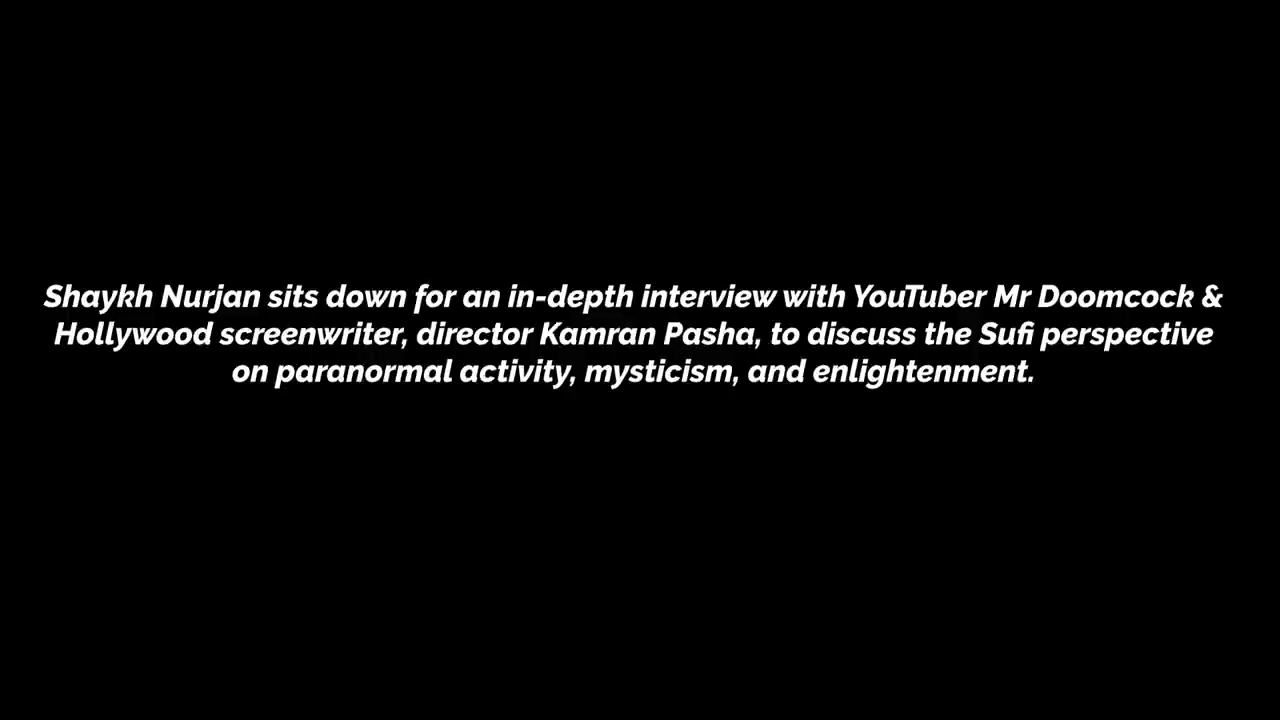 Shaykh Nurjan sits down for an in-depth interview with YouTuber Mr Doomcock &
Hollywood screenwriter, director Kamran Pasha, to discuss the Sufi perspective
on paranormal activity, mysticism, and enlightenment.